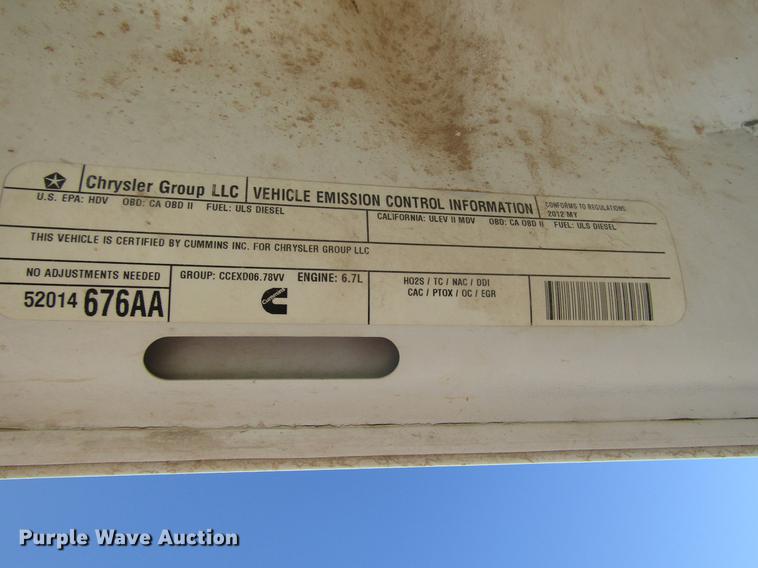 Chrysler Group LLC VEHICLE EMISSION CONTROL INFORMATION CONFORMS TO REGULATIONS:
2012 MY
U.S. EPA: HDV OBD: CA OBD II FUEL: ULS DIESEL CALIFORNIA: ULEV II MDV OBD: CA OBD II FUEL: ULS DIESEL
THIS VEHICLE IS CERTIFIED BY CUMMINS INC. FOR CHRYSLER GROUP LLC
NO ADJUSTMENTS NEEDED
52014 676AA
GROUP: CCEXD06.78VV ENGINE: 6.7L
Cummins
HO2S / TC / NAC / DDI
CAC / PTOX / OC / EGR
Purple Wave Auction